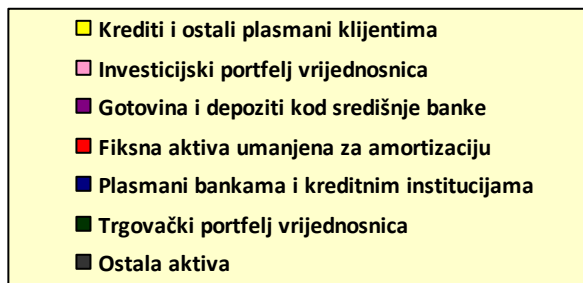 Krediti i ostali plasmani klijentima
Investicijski portfelj vrijednosnica
Gotovina i depoziti kod središnje banke
Fiksna aktiva umanjena za amortizaciju
Plasmani bankama i kreditnim institucijama
Trgovački portfelj vrijednosnica
Ostala aktiva